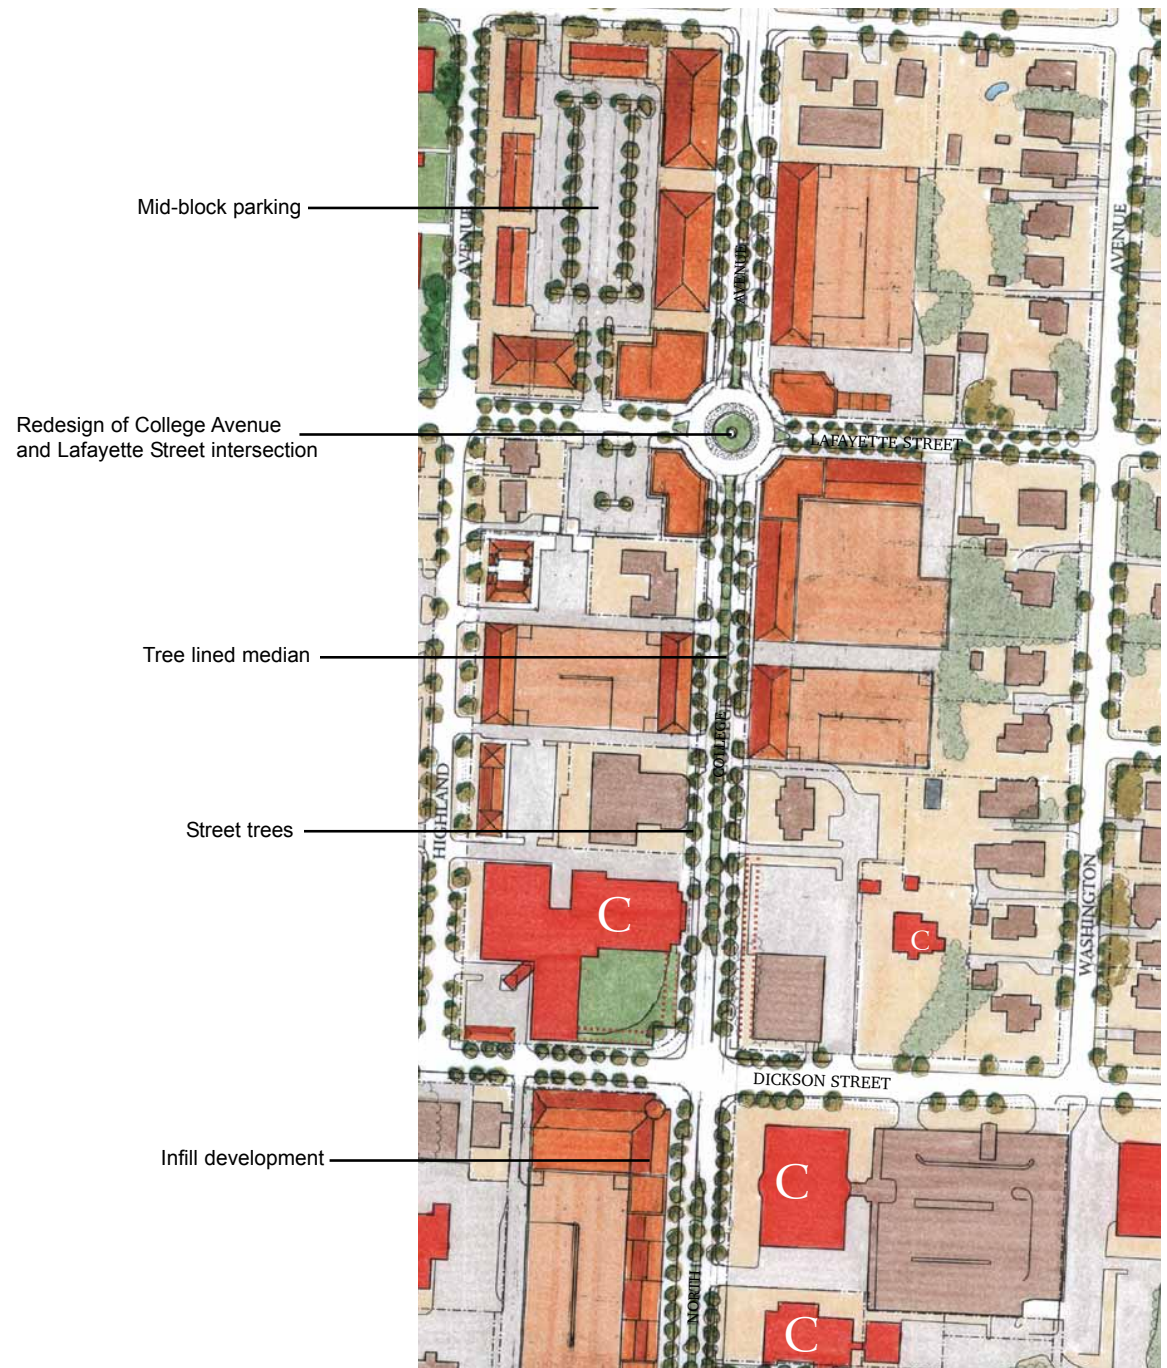 Mid-block parking
AVENUE
AVENUE
AVENUE
Redesign of College Avenue
and Lafayette Street intersection
LAFAYETTE STREET
Tree lined median
COLLEGE
HIGHLAND
Street trees
WASHINGTON
C
C
DICKSON STREET
Infill development
C
NORTH
C